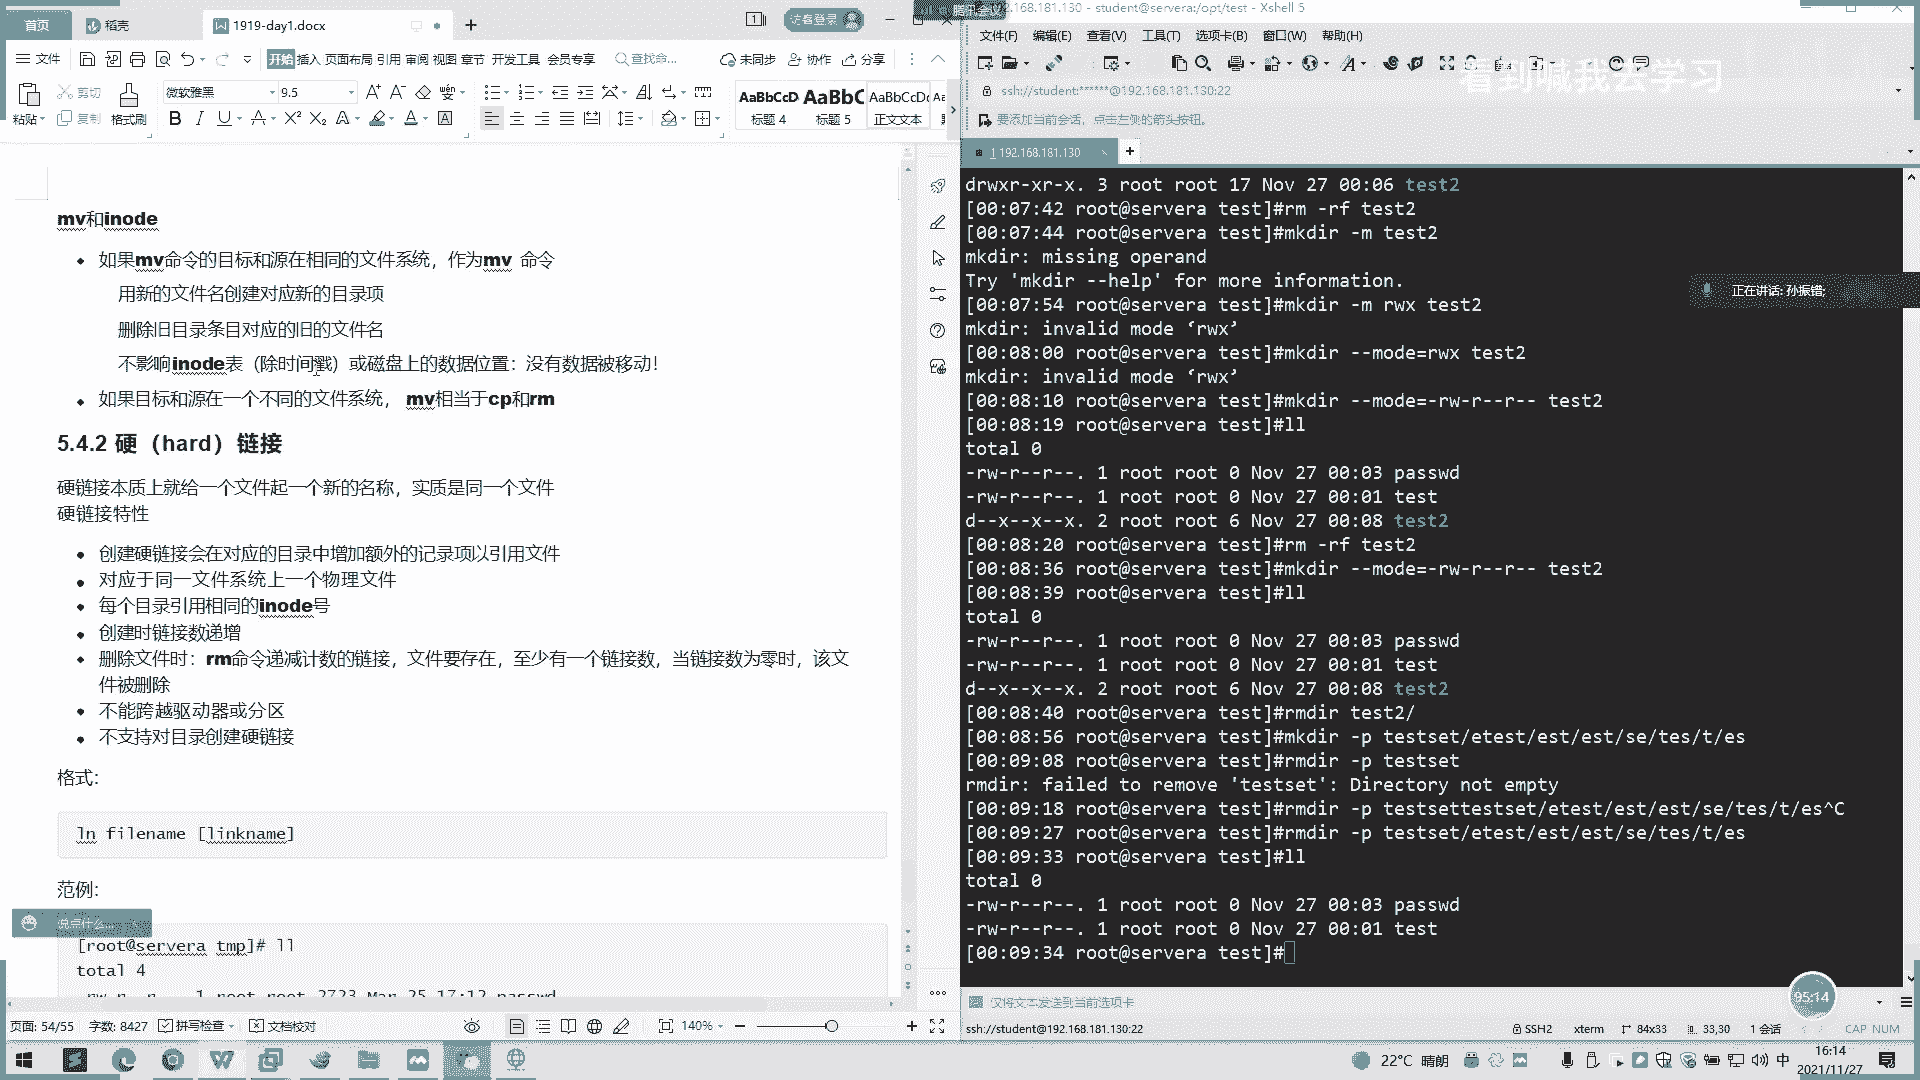 首页
稻壳
1919-day1.docx
访客登录
文件
开始 插入 页面布局 引用 审阅 视图 章节 开发工具 会员专享
查找命...
未同步
协作
分享
粘贴
剪切
复制
格式刷
微软雅黑
9.5
AaBbCcD AaBbC AaBbCcDd
标题 4
标题 5
正文文本
mv和inode
如果mv命令的目标和源在相同的文件系统，作为mv 命令
用新的文件名创建对应新的目录项
删除旧目录条目对应的旧的文件名
不影响inode表（除时间戳）或磁盘上的数据位置：没有数据被移动！
如果目标和源在一个不同的文件系统， mv相当于cp和rm
5.4.2 硬（hard）链接
硬链接本质上就给一个文件起一个新的名称，实质是同一个文件
硬链接特性
创建硬链接会在对应的目录中增加额外的记录项以引用文件
对应于同一文件系统上一个物理文件
每个目录引用相同的inode号
创建时链接数递增
删除文件时：rm命令递减计数的链接，文件要存在，至少有一个链接数，当链接数为零时，该文
件被删除
不能跨越驱动器或分区
不支持对目录创建硬链接
格式：
ln filename [linkname]
范例：
说点什么...
[root@servera tmp]# ll
total 4
-rw-r--r--. 1 root root 2723 Mar 25 17:12 passwd
页面: 54/55
字数: 8427
拼写检查
文档校对
140%
192.168.181.130 - student@servera:/opt/test - Xshell 5
文件(F) 编辑(E) 查看(V) 工具(T) 选项卡(B) 窗口(W) 帮助(H)
看到喊我去学习
ssh://student:******@192.168.181.130:22
要添加当前会话，点击左侧的箭头按钮。
1 192.168.181.130
正在讲话: 孙振锴;
drwxr-xr-x. 3 root root 17 Nov 27 00:06 test2
[00:07:42 root@servera test]#rm -rf test2
[00:07:44 root@servera test]#mkdir -m test2
mkdir: missing operand
Try 'mkdir --help' for more information.
[00:07:54 root@servera test]#mkdir -m rwx test2
mkdir: invalid mode ‘rwx’
[00:08:00 root@servera test]#mkdir --mode=rwx test2
mkdir: invalid mode ‘rwx’
[00:08:10 root@servera test]#mkdir --mode=-rw-r--r-- test2
[00:08:19 root@servera test]#ll
total 0
-rw-r--r--. 1 root root 0 Nov 27 00:03 passwd
-rw-r--r--. 1 root root 0 Nov 27 00:01 test
d--x--x--x. 2 root root 6 Nov 27 00:08 test2
[00:08:20 root@servera test]#rm -rf test2
[00:08:36 root@servera test]#mkdir --mode=-rw-r--r-- test2
[00:08:39 root@servera test]#ll
total 0
-rw-r--r--. 1 root root 0 Nov 27 00:03 passwd
-rw-r--r--. 1 root root 0 Nov 27 00:01 test
d--x--x--x. 2 root root 6 Nov 27 00:08 test2
[00:08:40 root@servera test]#rmdir test2/
[00:08:56 root@servera test]#mkdir -p testset/etest/est/est/se/tes/t/es
[00:09:08 root@servera test]#rmdir -p testset
rmdir: failed to remove 'testset': Directory not empty
[00:09:18 root@servera test]#rmdir -p testsettestset/etest/est/est/se/tes/t/es^C
[00:09:27 root@servera test]#rmdir -p testset/etest/est/est/se/tes/t/es
[00:09:33 root@servera test]#ll
total 0
-rw-r--r--. 1 root root 0 Nov 27 00:03 passwd
-rw-r--r--. 1 root root 0 Nov 27 00:01 test
[00:09:34 root@servera test]#
95:14
仅将文本发送到当前选项卡
ssh://student@192.168.181.130:22
SSH2
xterm
84x33
33,30
1 会话
CAP NUM
22°C 晴朗
中
16:14
2021/11/27